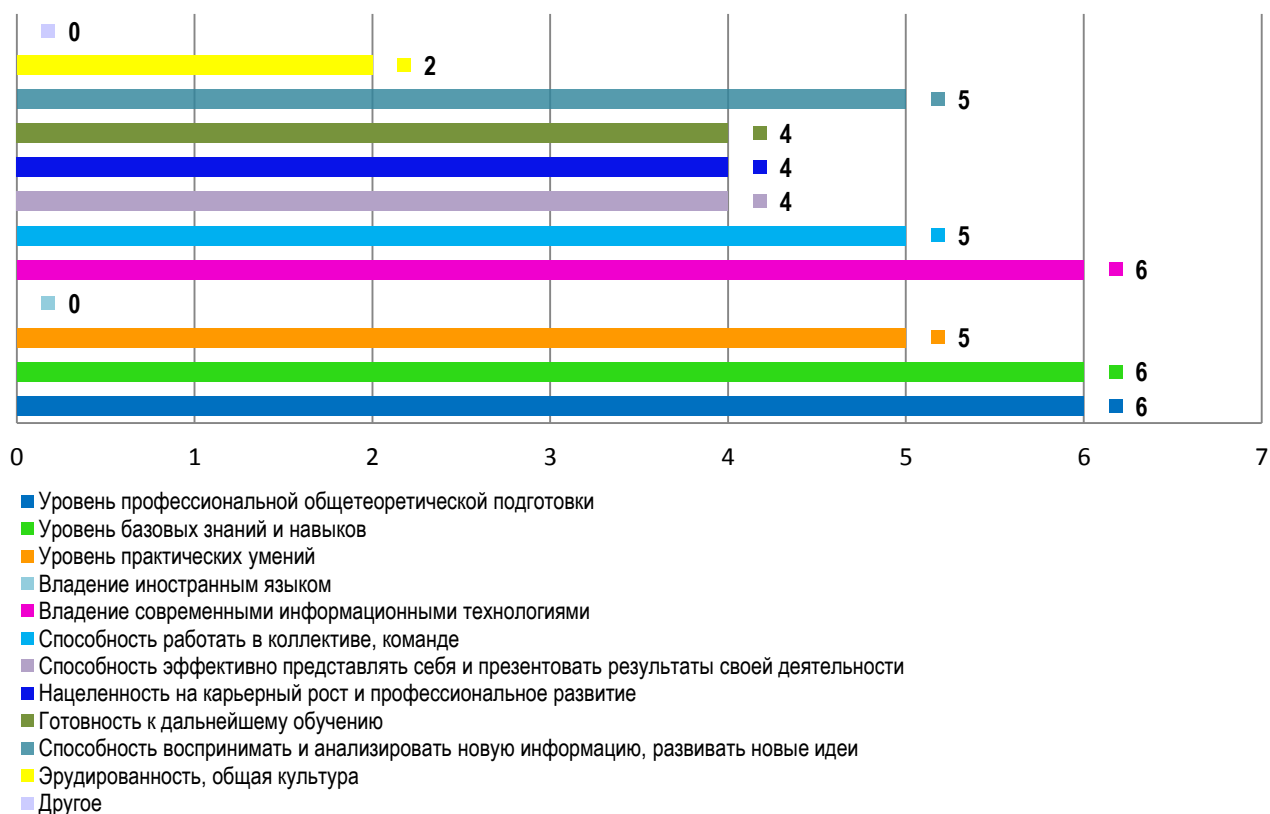 0
2
5
4
4
4
5
6
0
5
6
6
0 1 2 3 4 5 6 7
Уровень профессиональной общетеоретической подготовки
Уровень базовых знаний и навыков
Уровень практических умений
Владение иностранным языком
Владение современными информационными технологиями
Способность работать в коллективе, команде
Способность эффективно представлять себя и презентовать результаты своей деятельности
Нацеленность на карьерный рост и профессиональное развитие
Готовность к дальнейшему обучению
Способность воспринимать и анализировать новую информацию, развивать новые идеи
Эрудированность, общая культура
Другое